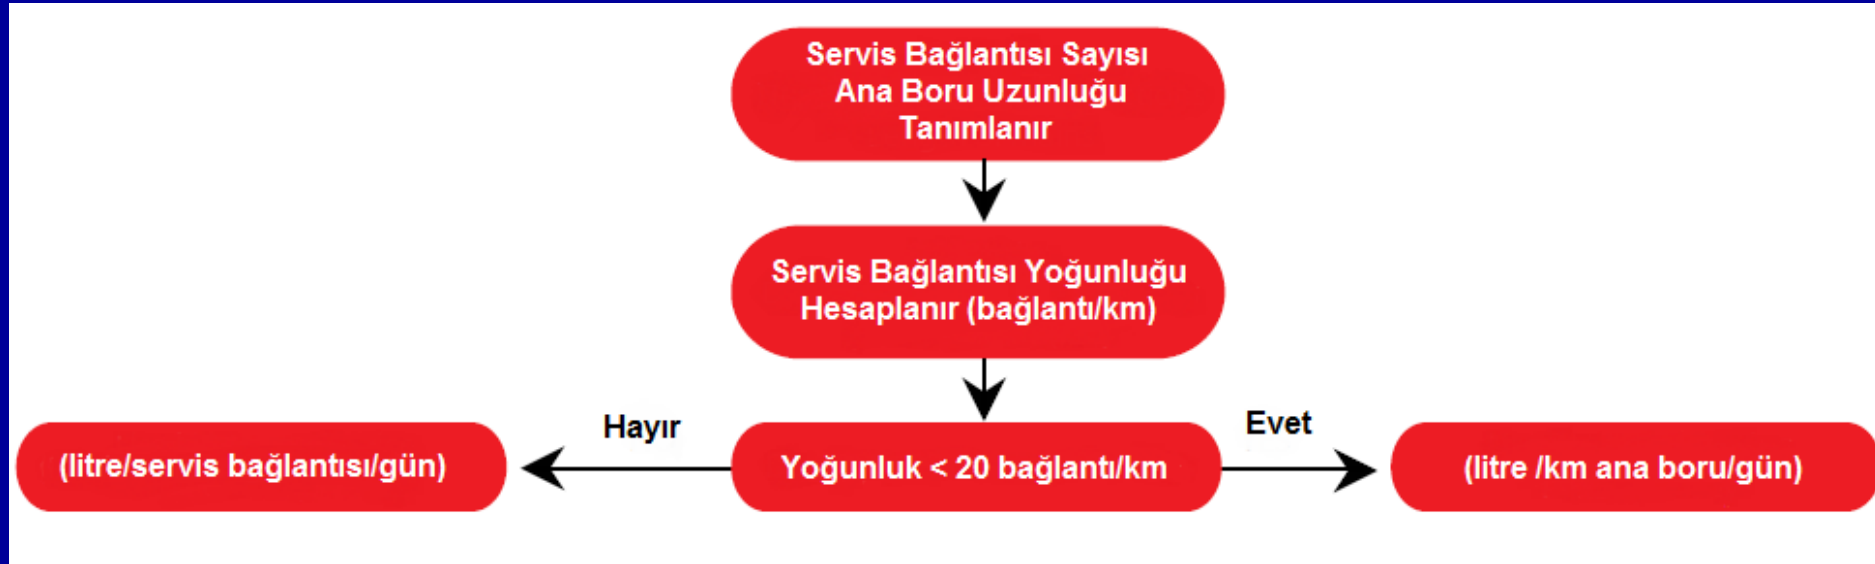 Servis Bağlantısı Sayısı
Ana Boru Uzunluğu
Tanımlanır
Servis Bağlantısı Yoğunluğu
Hesaplanır (bağlantı/km)
Hayır
Evet
(litre/servis bağlantısı/gün)
Yoğunluk < 20 bağlantı/km
(litre /km ana boru/gün)